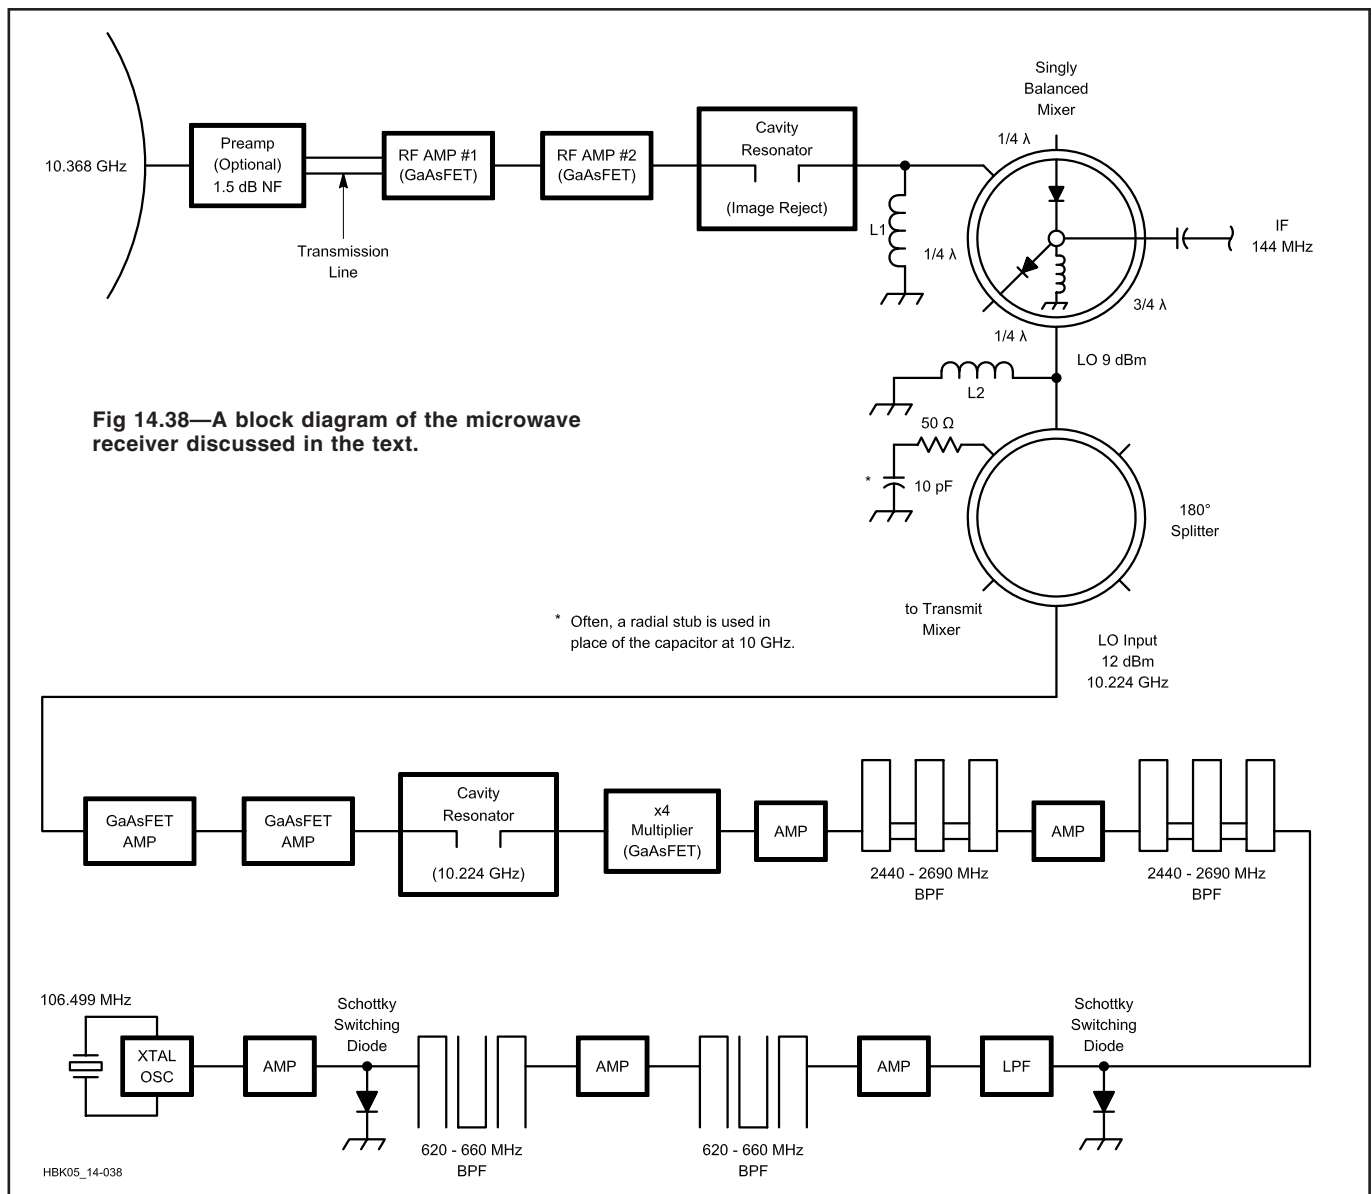 10.368 GHz
Preamp
(Optional)
1.5 dB NF
Transmission
Line
RF AMP #1
(GaAsFET)
RF AMP #2
(GaAsFET)
Cavity
Resonator
(Image Reject)
L1
Singly
Balanced
Mixer
1/4 λ
1/4 λ
1/4 λ
3/4 λ
IF
144 MHz
LO 9 dBm
L2
Fig 14.38—A block diagram of the microwave
receiver discussed in the text.
50 Ω
*
10 pF
180°
Splitter
to Transmit
Mixer
* Often, a radial stub is used in
place of the capacitor at 10 GHz.
LO Input
12 dBm
10.224 GHz
GaAsFET
AMP
GaAsFET
AMP
Cavity
Resonator
(10.224 GHz)
x4
Multiplier
(GaAsFET)
AMP
2440 - 2690 MHz
BPF
AMP
2440 - 2690 MHz
BPF
106.499 MHz
XTAL
OSC
AMP
Schottky
Switching
Diode
620 - 660 MHz
BPF
AMP
620 - 660 MHz
BPF
AMP
LPF
Schottky
Switching
Diode
HBK05_14-038